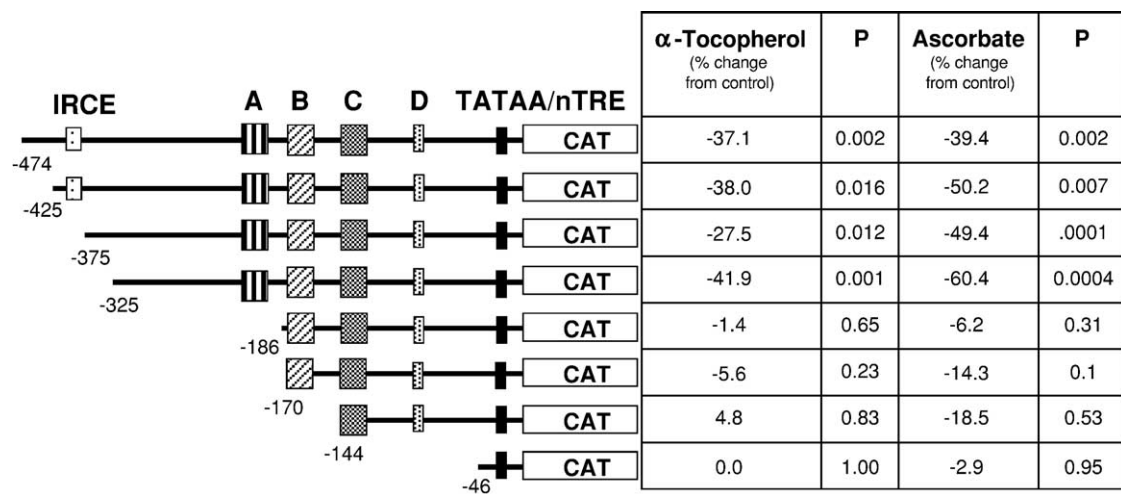 α-Tocopherol P Ascorbate P
(% change (% change
from control) from control)
IRCE A B C D TATAA/nTRE
CAT -37.1 0.002 -39.4 0.002
-474
CAT -38.0 0.016 -50.2 0.007
-425
CAT -27.5 0.012 -49.4 .0001
-375
CAT -41.9 0.001 -60.4 0.0004
-325
CAT -1.4 0.65 -6.2 0.31
-186
CAT -5.6 0.23 -14.3 0.1
-170
CAT 4.8 0.83 -18.5 0.53
-144
CAT 0.0 1.00 -2.9 0.95
-46